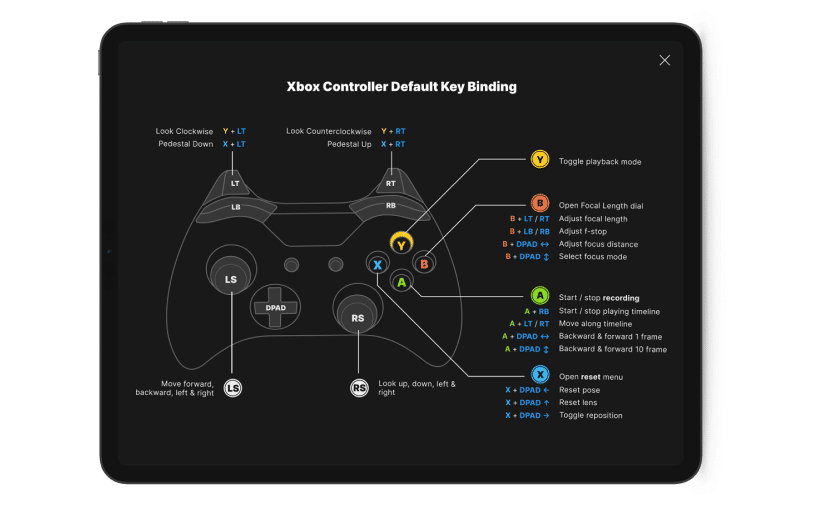 Xbox Controller Default Key Binding
Look Clockwise Y + LT
Pedestal Down X + LT
Look Counterclockwise Y + RT
Pedestal Up X + RT
LT
RT
LB
RB
Y
X
B
A
LS
DPAD
RS
Y Toggle playback mode
B Open Focal Length dial
B + LT / RT Adjust focal length
B + LB / RB Adjust f-stop
B + DPAD ↔ Adjust focus distance
B + DPAD ↕ Select focus mode
A Start / stop recording
A + RB Start / stop playing timeline
A + LT / RT Move along timeline
A + DPAD ↔ Backward & forward 1 frame
A + DPAD ↕ Backward & forward 10 frame
X Open reset menu
X + DPAD ← Reset pose
X + DPAD ↑ Reset lens
X + DPAD → Toggle reposition
Move forward,
backward, left & right
LS
RS
Look up, down, left &
right